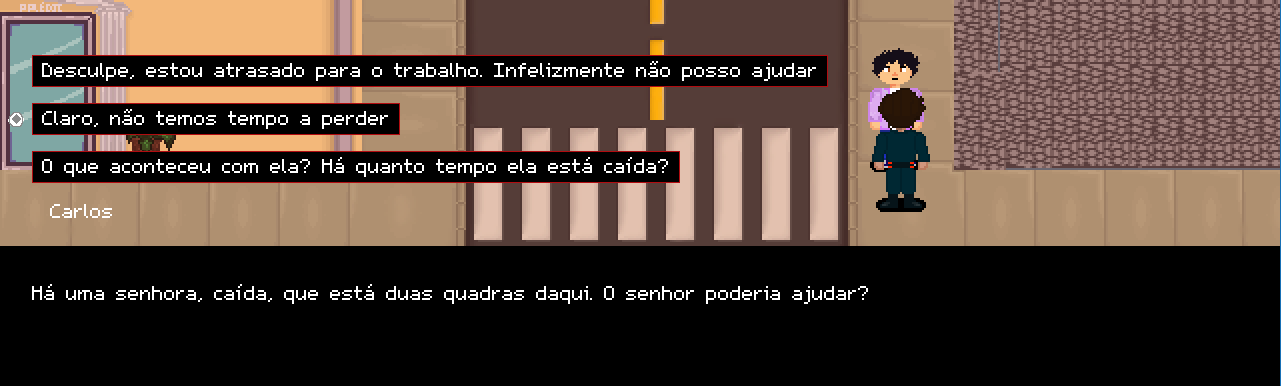 Desculpe, estou atrasado para o trabalho. Infelizmente não posso ajudar
Claro, não temos tempo a perder
O que aconteceu com ela? Há quanto tempo ela está caída?
Carlos
Há uma senhora, caída, que está duas quadras daqui. O senhor poderia ajudar?